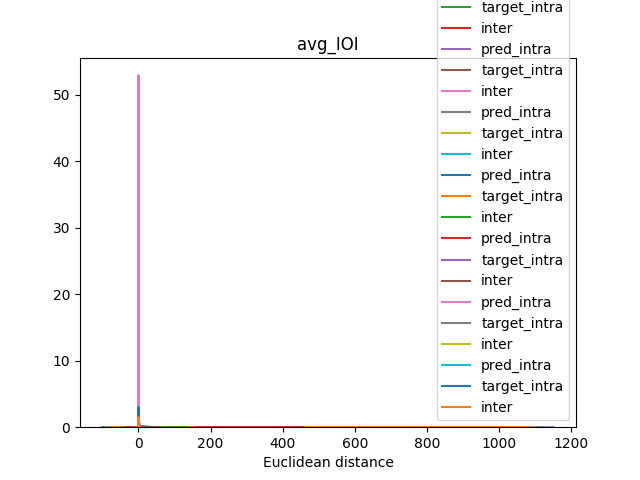 target_intra
inter
avg_IOI
pred_intra
target_intra
inter
pred_intra
target_intra
inter
pred_intra
target_intra
inter
pred_intra
target_intra
inter
pred_intra
target_intra
inter
pred_intra
target_intra
inter
50
40
30
20
10
0
0 200 400 600 800 1000 1200
Euclidean distance